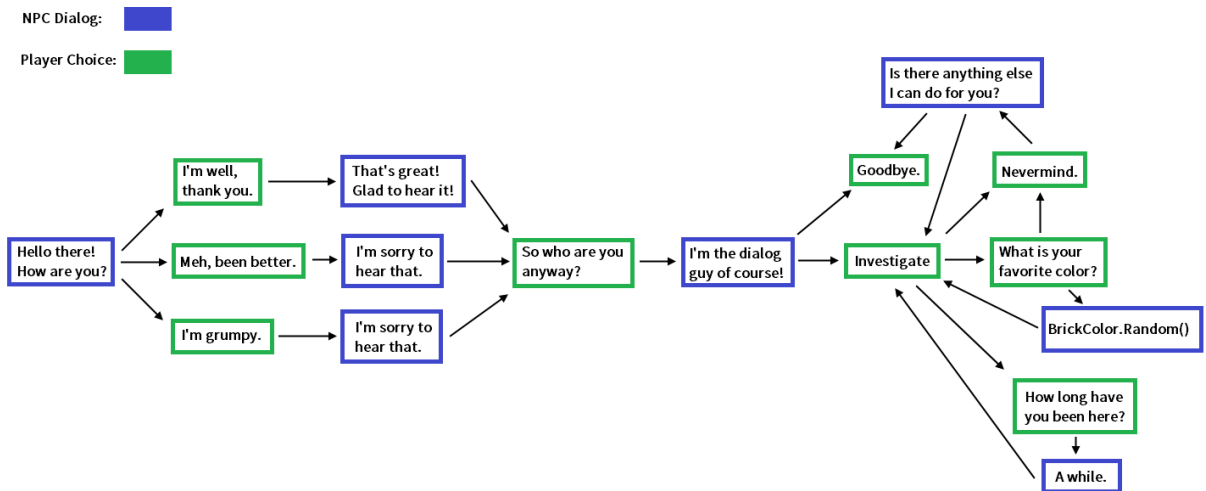 NPC Dialog:
Player Choice:
Is there anything else
I can do for you?
I'm well,
thank you.
That's great!
Glad to hear it!
Goodbye.
Nevermind.
Hello there!
How are you?
Meh, been better.
I'm sorry to
hear that.
So who are you
anyway?
I'm the dialog
guy of course!
Investigate
What is your
favorite color?
I'm grumpy.
I'm sorry to
hear that.
BrickColor.Random()
How long have
you been here?
A while.